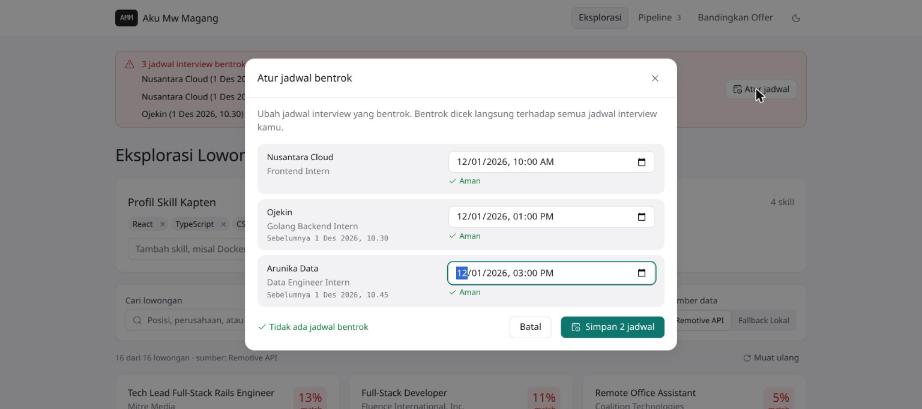 AMM Aku Mw Magang
Eksplorasi Pipeline 3 Bandingkan Offer
3 jadwal interview bentrok
Nusantara Cloud (1 Des
Nusantara Cloud (1 Des
Ojekin (1 Des 2026, 10.30)
Atur jadwal
Eksplorasi Lowon
Profil Skill Kapten
4 skill
React × TypeScript × CS
Tambah skill, misal Docke
Cari lowongan
Posisi, perusahaan, atau
mber data
Remotive API Fallback Lokal
16 dari 16 lowongan · sumber: Remotive API
Muat ulang
Tech Lead Full-Stack Rails Engineer
Mitre Media
13%
Full-Stack Developer
Fluence International, Inc.
11%
Remote Office Assistant
Coalition Technologies
5%
Atur jadwal bentrok
Ubah jadwal interview yang bentrok. Bentrok dicek langsung terhadap semua jadwal interview
kamu.
Nusantara Cloud
Frontend Intern
12/01/2026, 10:00 AM
Aman
Ojekin
Golang Backend Intern
Sebelumnya 1 Des 2026, 10.30
12/01/2026, 01:00 PM
Aman
Arunika Data
Data Engineer Intern
Sebelumnya 1 Des 2026, 10.45
12/01/2026, 03:00 PM
Aman
Tidak ada jadwal bentrok
Batal
Simpan 2 jadwal